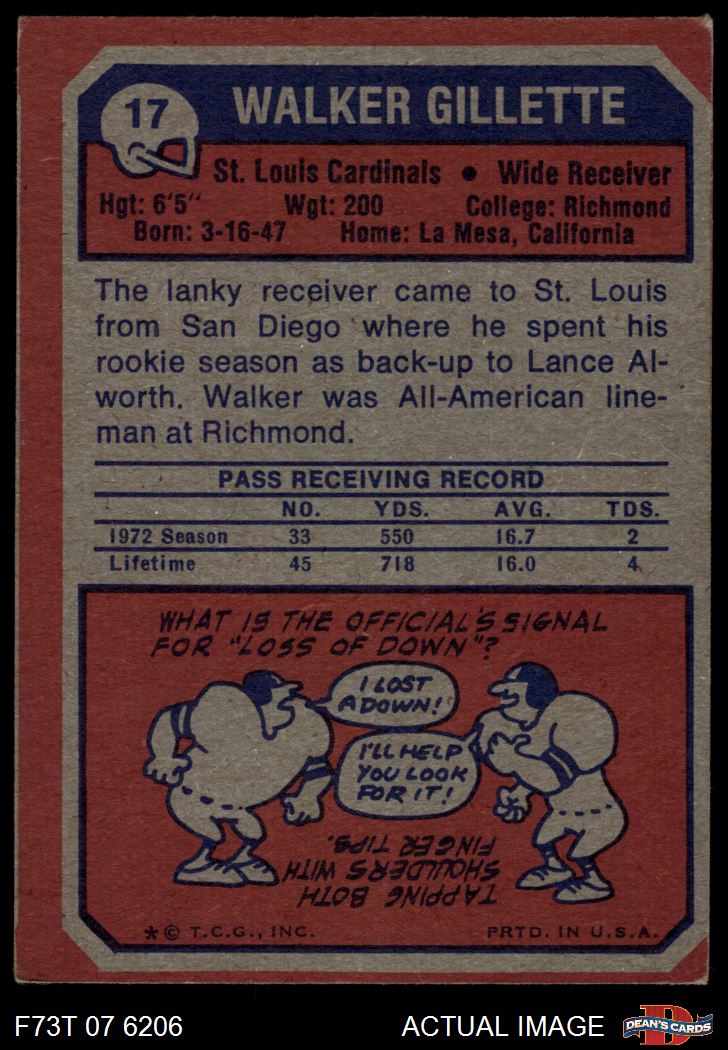 17
WALKER GILLETTE
St. Louis Cardinals • Wide Receiver
Hgt: 6'5" Wgt: 200 College: Richmond
Born: 3-16-47 Home: La Mesa, California
The lanky receiver came to St. Louis
from San Diego where he spent his
rookie season as back-up to Lance Al-
worth. Walker was All-American line-
man at Richmond.
PASS RECEIVING RECORD
NO. YDS. AVG. TDS.
1972 Season 33 550 16.7 2
Lifetime 45 718 16.0 4
WHAT IS THE OFFICIAL'S SIGNAL
FOR "LOSS OF DOWN"?
I LOST
A DOWN!
I'LL HELP
YOU LOOK
FOR IT!
TAPPING BOTH
SHOULDERS WITH
FINGER TIPS.
*© T.C.G., INC. PRTD. IN U.S.A.
F73T 07 6206 ACTUAL IMAGE
D
DEAN'S CARDS